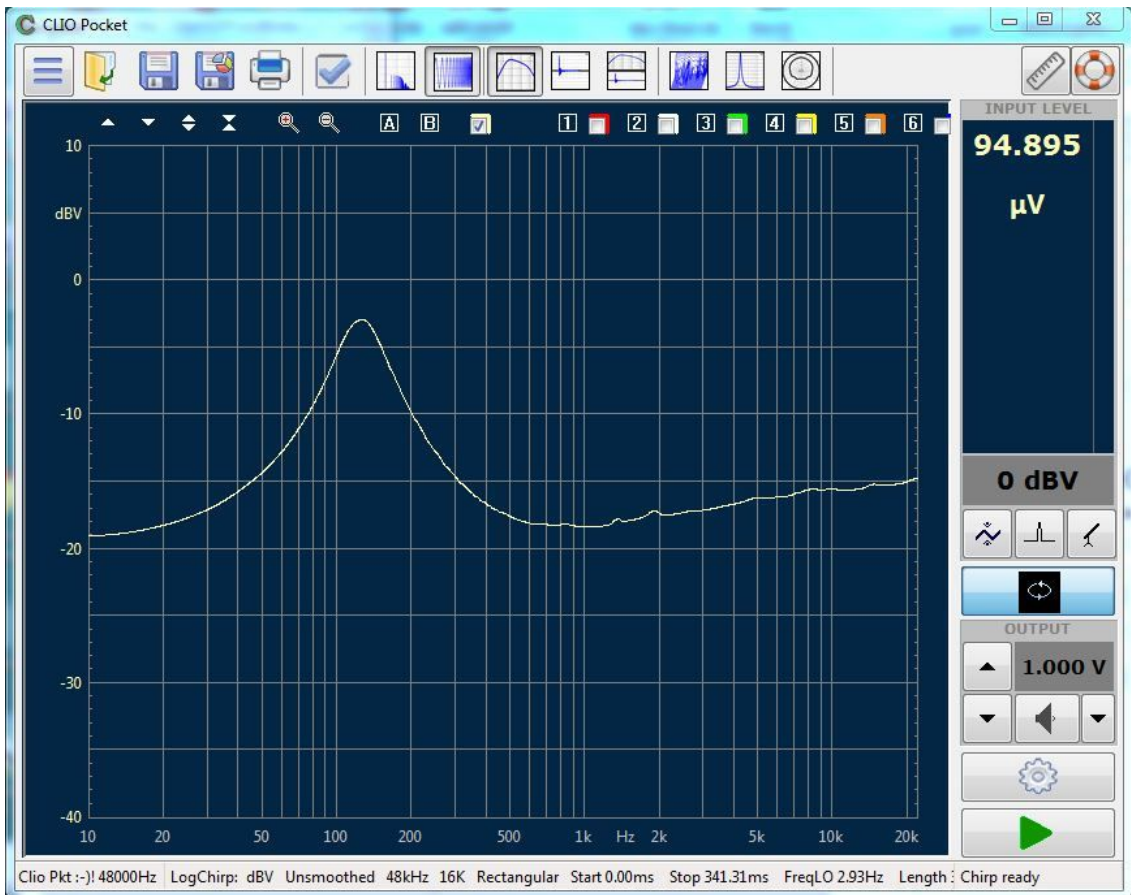 CLIO Pocket
INPUT LEVEL
94.895
µV
A B 1 2 3 4 5 6
10
dBV
0
-10
-20
-30
-40
10 20 50 100 200 500 1k Hz 2k 5k 10k 20k
0 dBV
OUTPUT
1.000 V
Clio Pkt :-)! 48000Hz LogChirp: dBV Unsmoothed 48kHz 16K Rectangular Start 0.00ms Stop 341.31ms FreqLO 2.93Hz Length Chirp ready